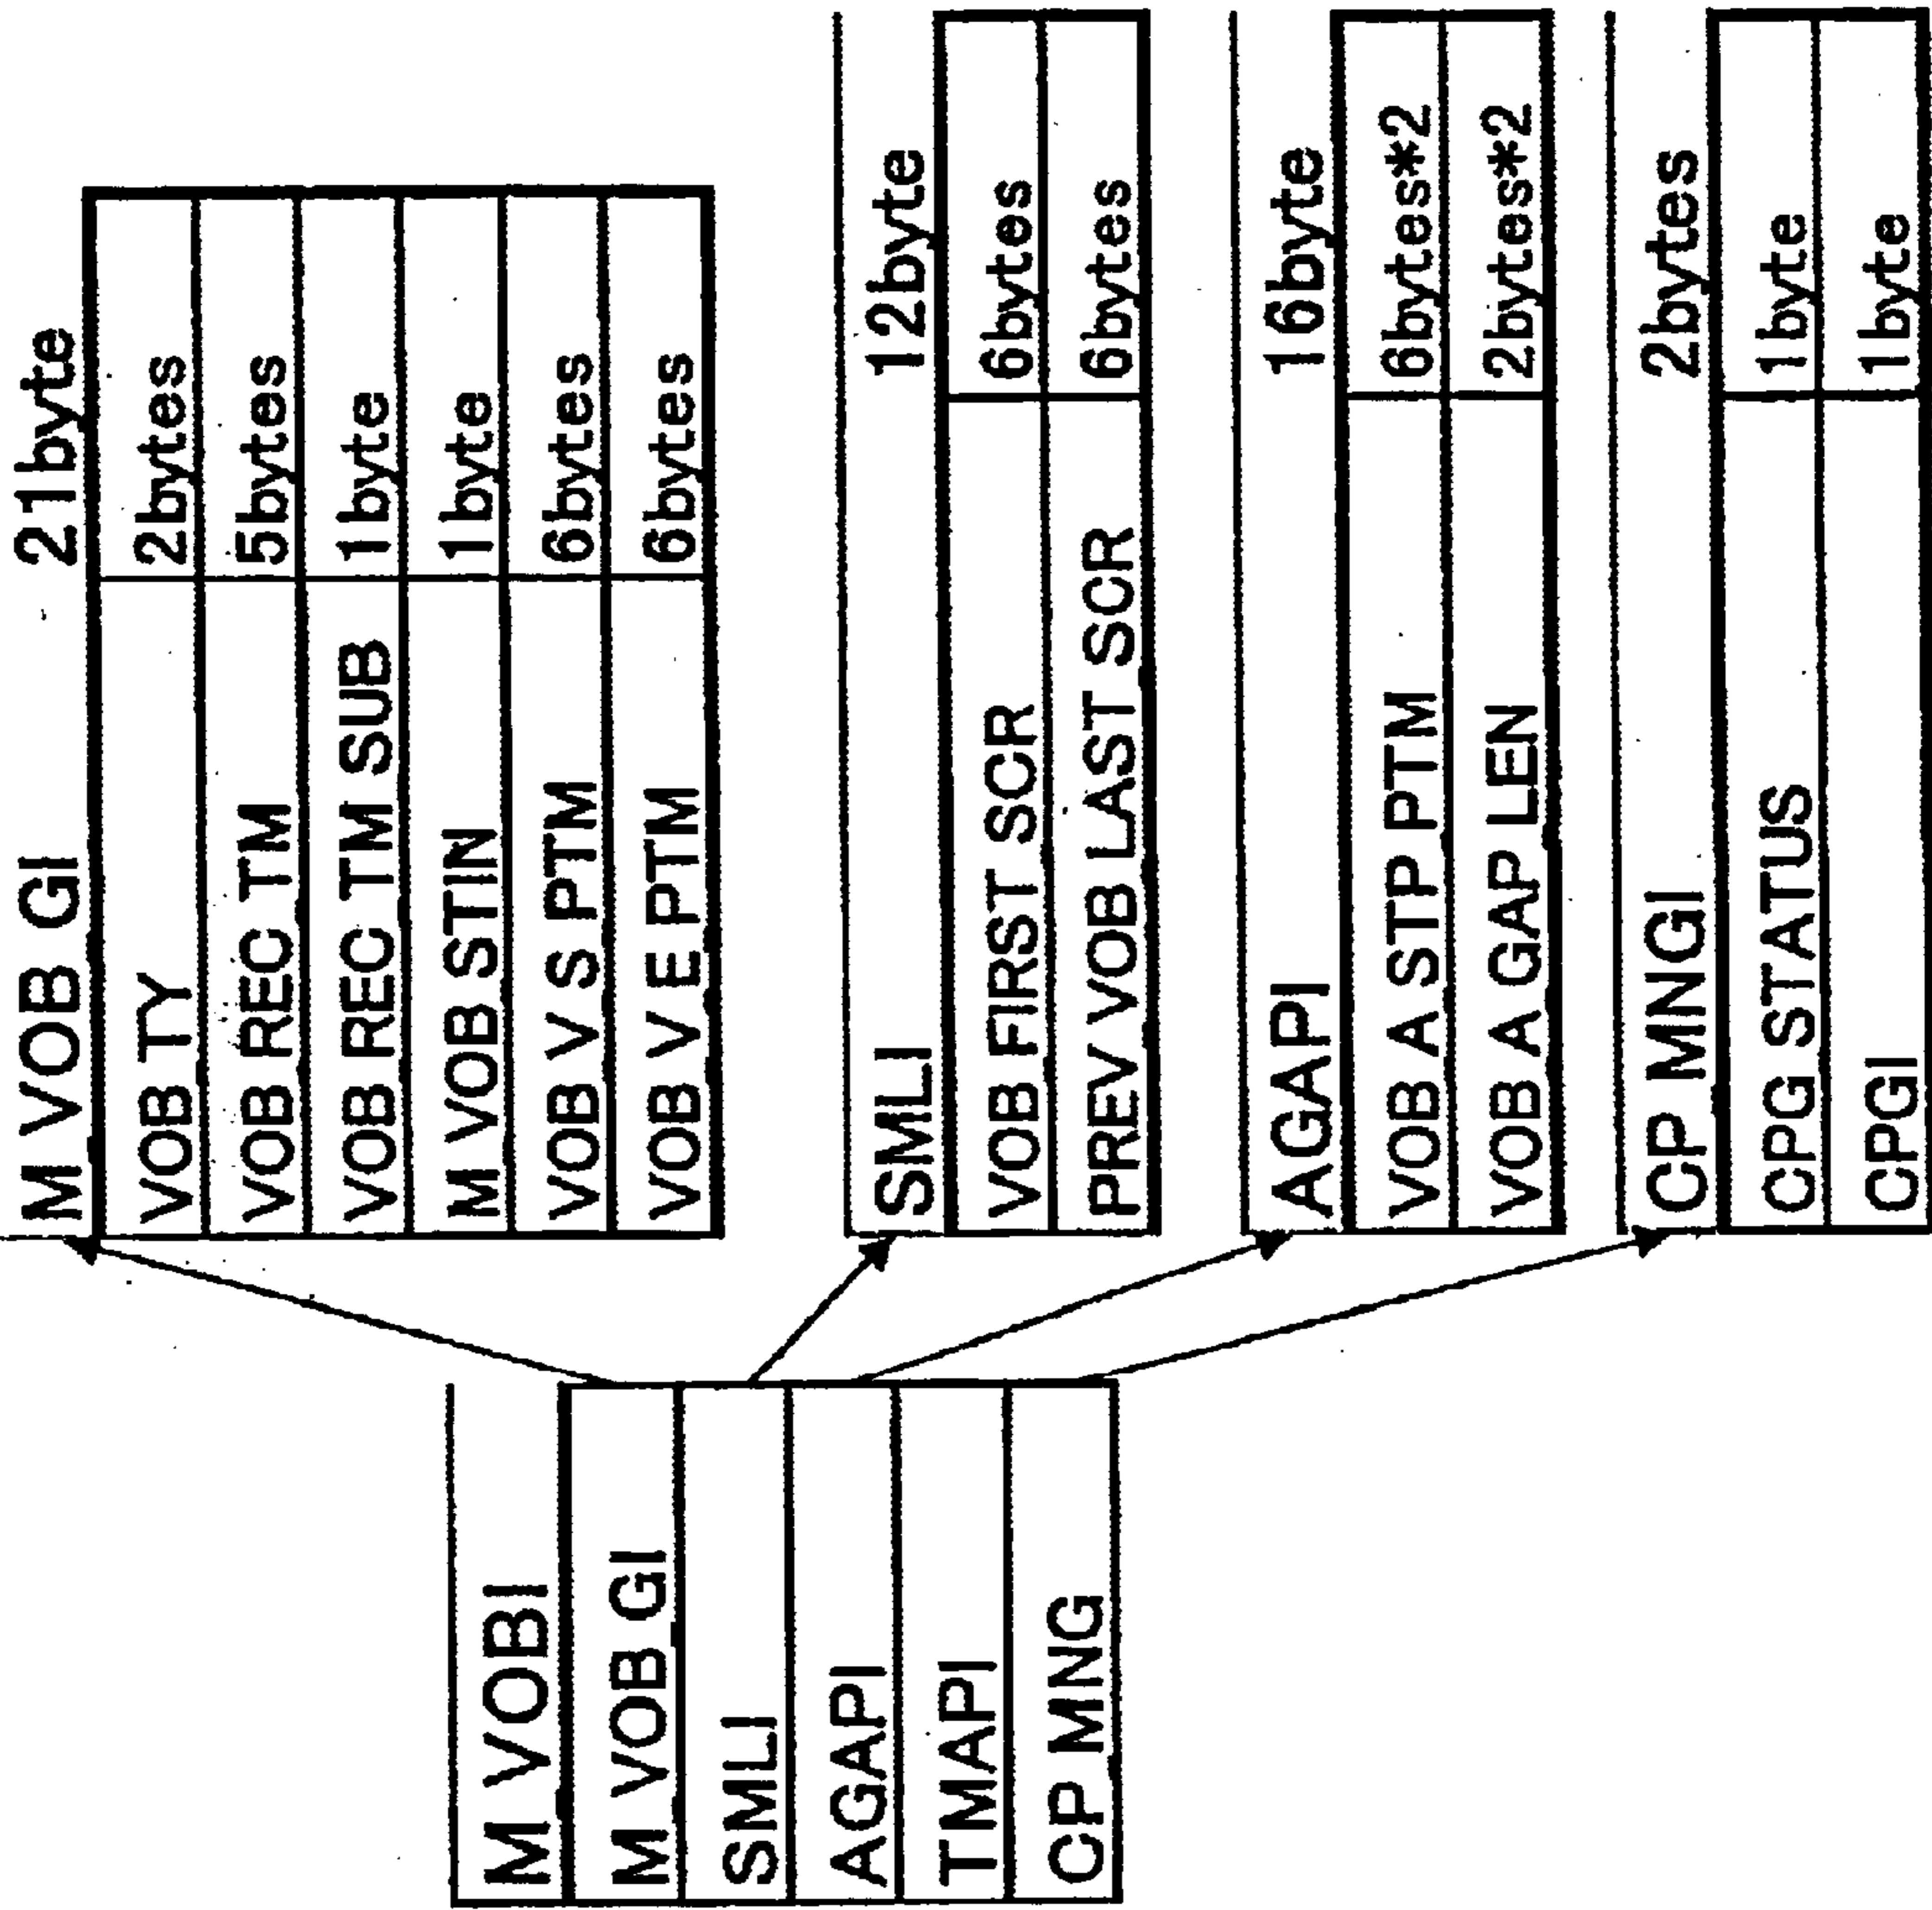 M VOBI
M VOB GI
SMLI
AGAPI
TMAPI
CP MNG
M VOB GI 21byte
VOB TY 2bytes
VOB REC TM 5bytes
VOB REC TM SUB 1byte
M VOB STIN 1byte
VOB V S PTM 6bytes
VOB V E PTM 6bytes
SMLI 12byte
VOB FIRST SCR 6bytes
PREV VOB LAST SCR 6bytes
AGAPI 16byte
VOB A STP PTM 6bytes*2
VOB A GAP LEN 2bytes*2
CP MNGI 2bytes
CPG STATUS 1byte
CPGI 1byte